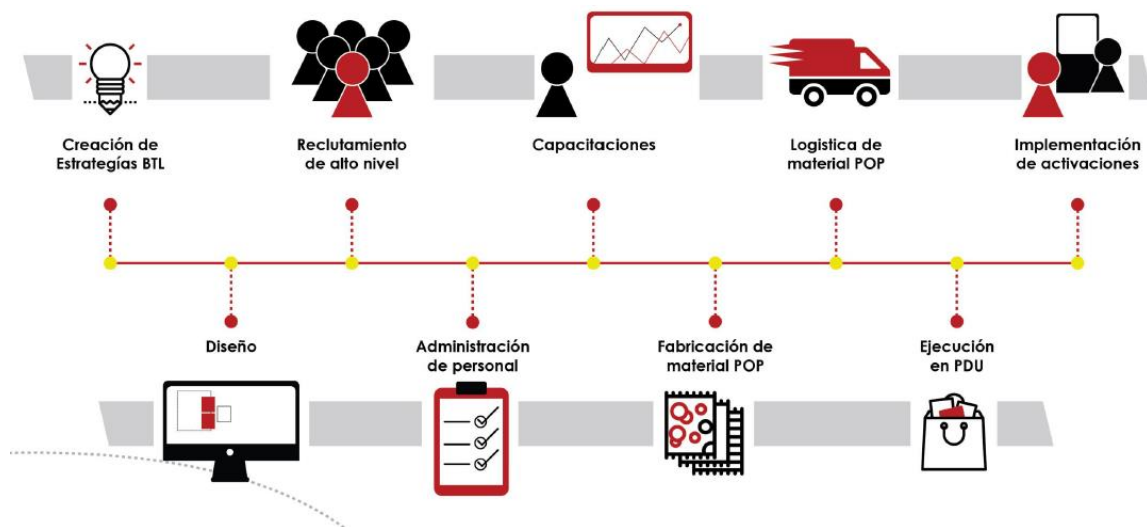 Creación de
Estrategías BTL
Reclutamiento
de alto nivel
Capacitaciones
Logistica de
material POP
Implementación
de activaciones
Diseño
Administración
de personal
Fabricación de
material POP
Ejecución
en PDU